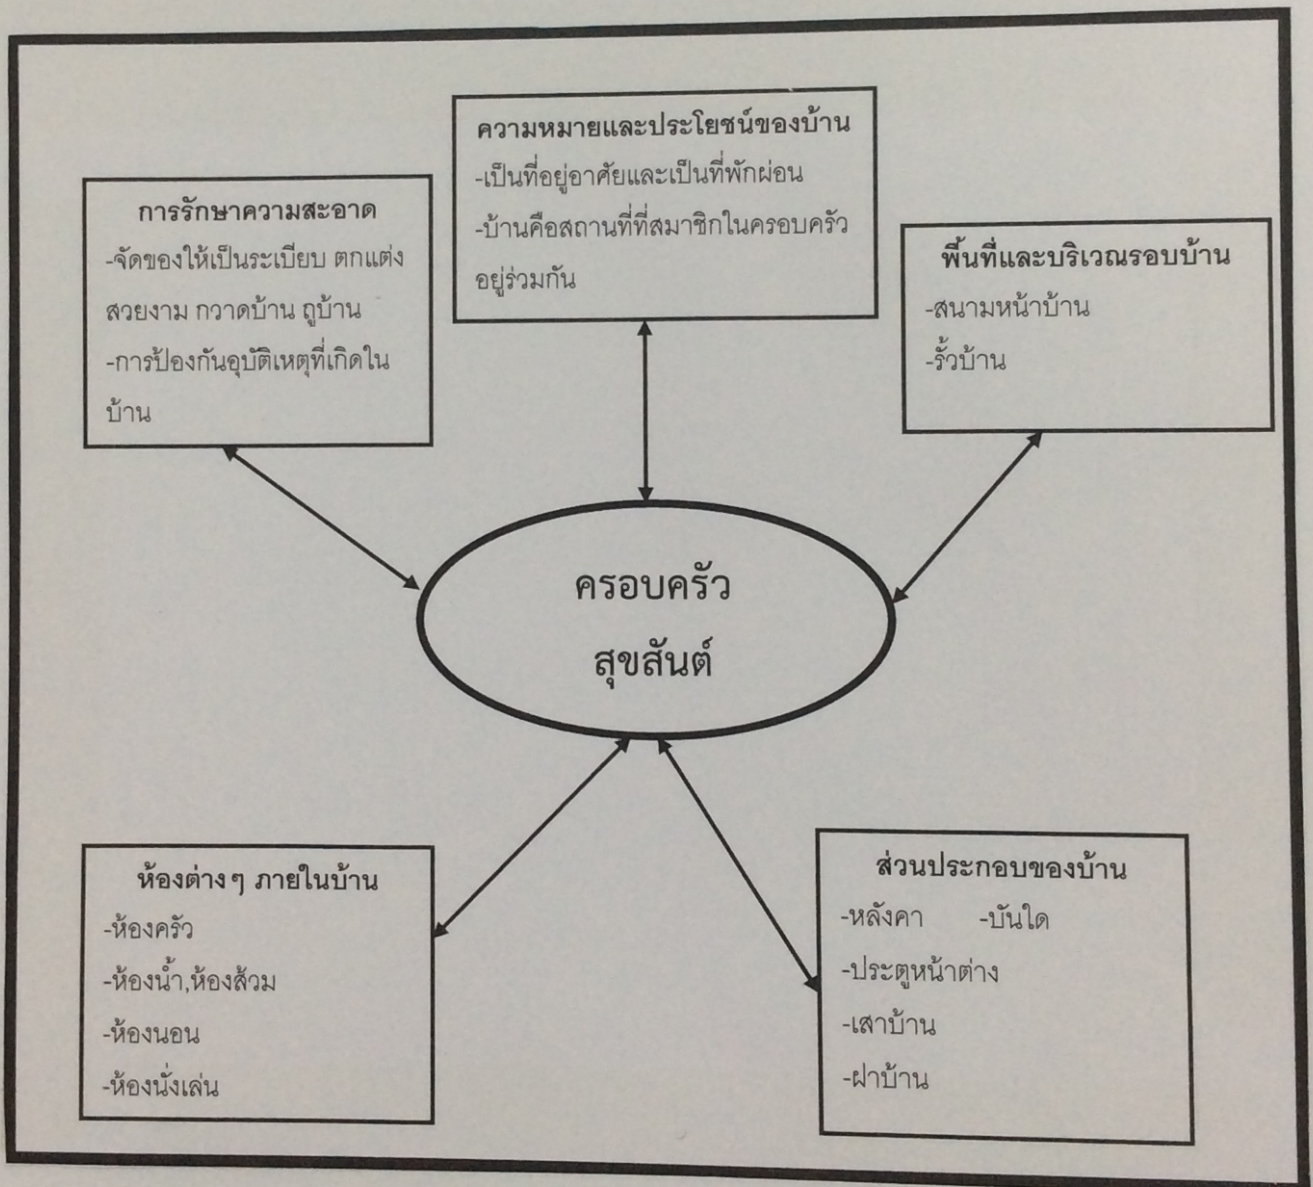 ความหมายและประโยชน์ของบ้าน
-เป็นที่อยู่อาศัยและเป็นที่พักผ่อน
-บ้านคือสถานที่ที่สมาชิกในครอบครัว
อยู่ร่วมกัน
การรักษาความสะอาด
-จัดของให้เป็นระเบียบ ตกแต่ง
สวยงาม กวาดบ้าน ถูบ้าน
-การป้องกันอุบัติเหตุที่เกิดใน
บ้าน
พื้นที่และบริเวณรอบบ้าน
-สนามหน้าบ้าน
-รั้วบ้าน
ครอบครัว
สุขสันต์
ห้องต่างๆ ภายในบ้าน
-ห้องครัว
-ห้องน้ำ,ห้องส้วม
-ห้องนอน
-ห้องนั่งเล่น
ส่วนประกอบของบ้าน
-หลังคา -บันใด
-ประตูหน้าต่าง
-เสาบ้าน
-ฝาบ้าน